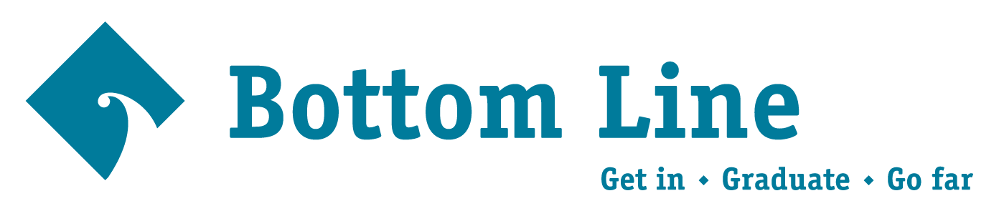 Bottom Line
Get in ◆ Graduate ◆ Go far